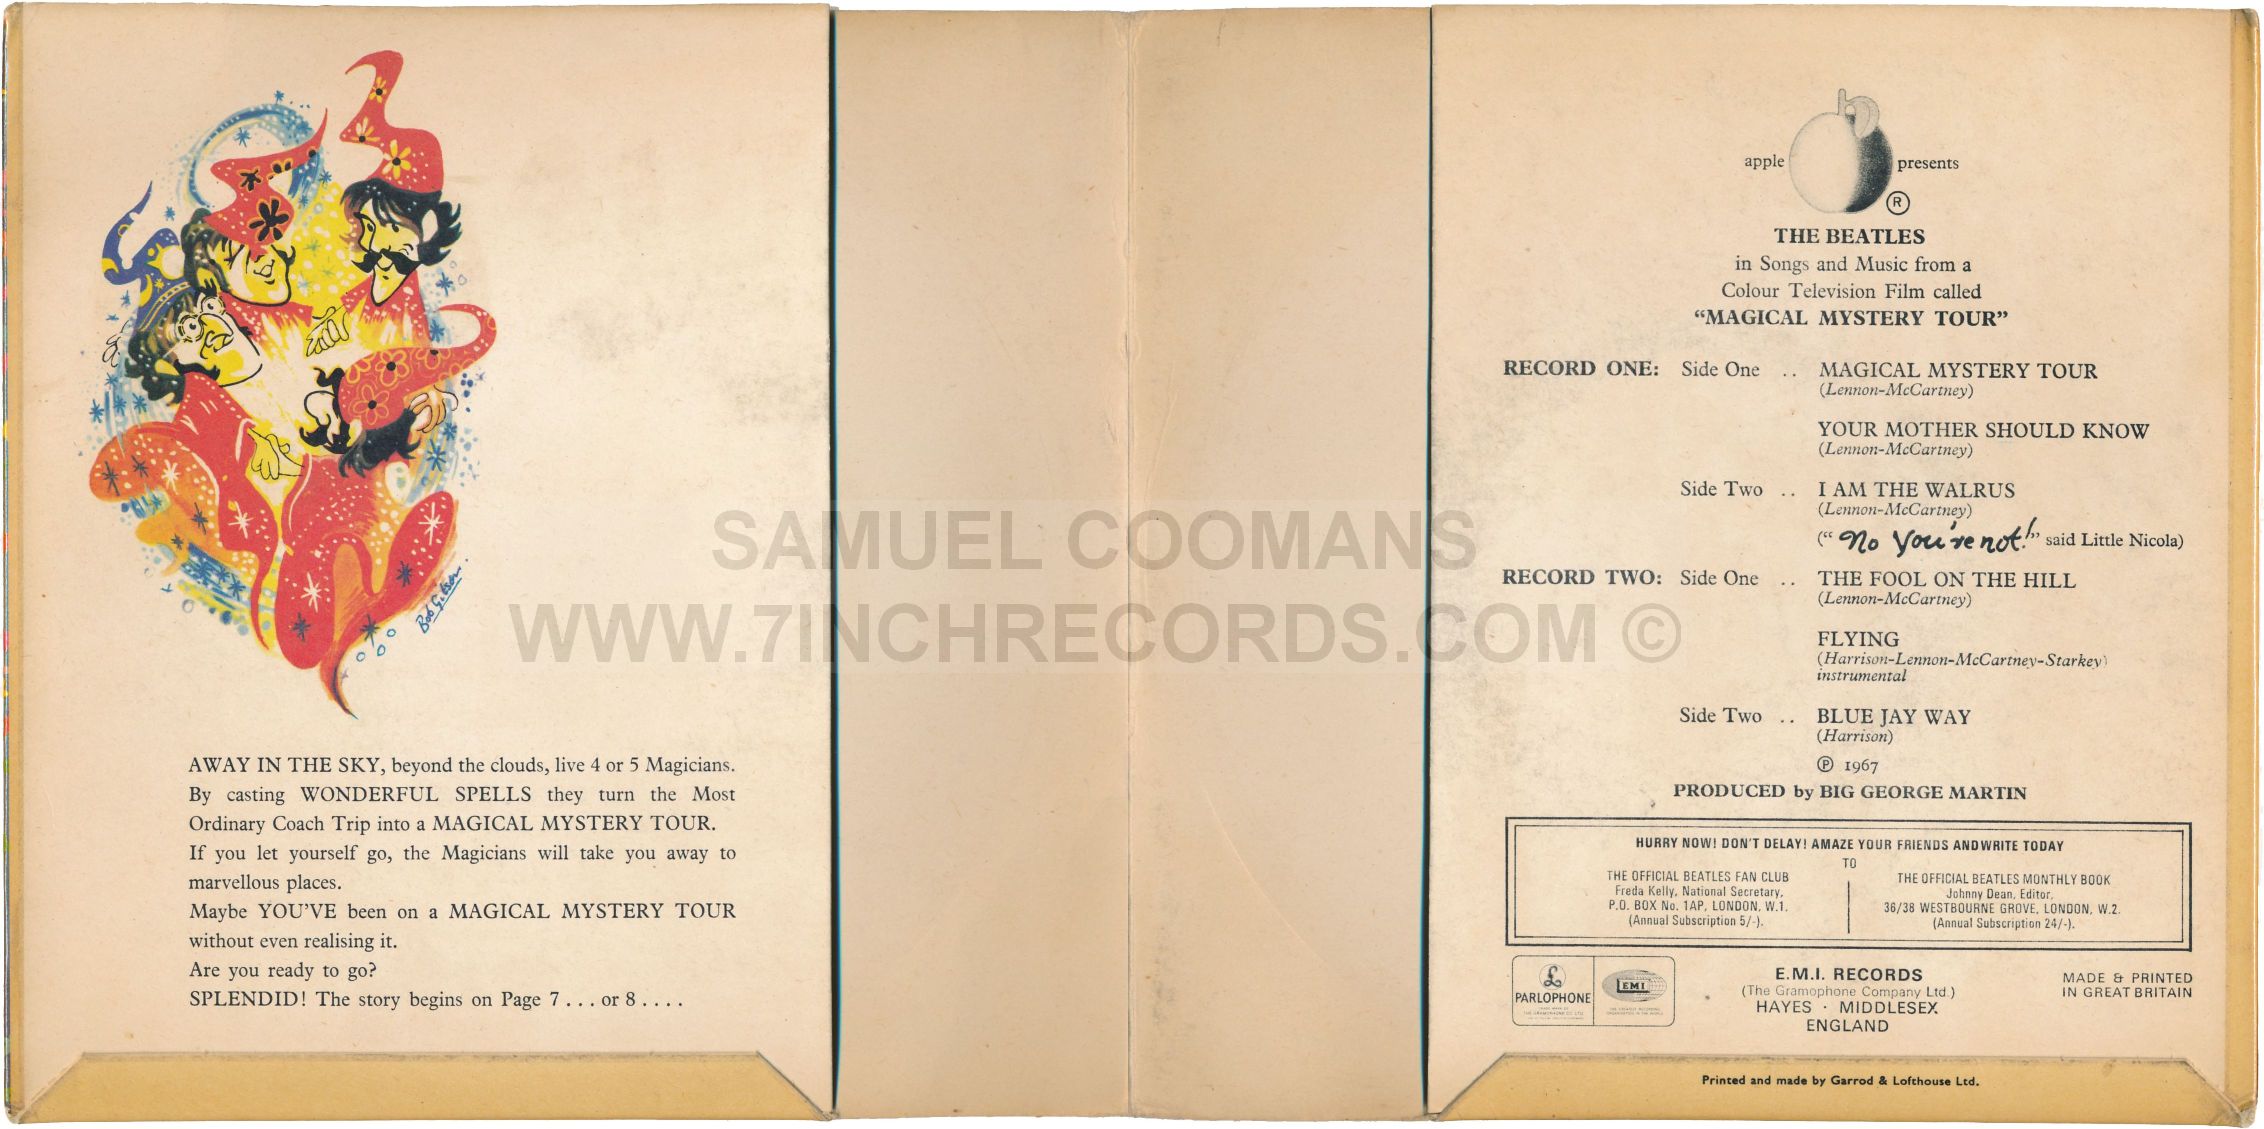 Bob Gibson.
AWAY IN THE SKY, beyond the clouds, live 4 or 5 Magicians.
By casting WONDERFUL SPELLS they turn the Most
Ordinary Coach Trip into a MAGICAL MYSTERY TOUR.
If you let yourself go, the Magicians will take you away to
marvellous places.
Maybe YOU'VE been on a MAGICAL MYSTERY TOUR
without even realising it.
Are you ready to go?
SPLENDID! The story begins on Page 7 ... or 8 ....
SAMUEL COOMANS
WWW.7INCHRECORDS.COM ©
apple presents
®
THE BEATLES
in Songs and Music from a
Colour Television Film called
“MAGICAL MYSTERY TOUR”
RECORD ONE: Side One .. MAGICAL MYSTERY TOUR
(Lennon-McCartney)
YOUR MOTHER SHOULD KNOW
(Lennon-McCartney)
Side Two .. I AM THE WALRUS
(Lennon-McCartney)
(“No You're not!” said Little Nicola)
RECORD TWO: Side One .. THE FOOL ON THE HILL
(Lennon-McCartney)
FLYING
(Harrison-Lennon-McCartney-Starkey)
instrumental
Side Two .. BLUE JAY WAY
(Harrison)
℗ 1967
PRODUCED by BIG GEORGE MARTIN
HURRY NOW! DON'T DELAY! AMAZE YOUR FRIENDS AND WRITE TODAY
TO
THE OFFICIAL BEATLES FAN CLUB
Freda Kelly, National Secretary,
P.O. BOX No. 1AP, LONDON, W.1.
(Annual Subscription 5/-).
THE OFFICIAL BEATLES MONTHLY BOOK
Johnny Dean, Editor,
36/38 WESTBOURNE GROVE, LONDON, W.2.
(Annual Subscription 24/-).
£
PARLOPHONE
EMI
E.M.I. RECORDS
(The Gramophone Company Ltd.)
HAYES · MIDDLESEX
ENGLAND
MADE & PRINTED
IN GREAT BRITAIN
Printed and made by Garrod & Lofthouse Ltd.